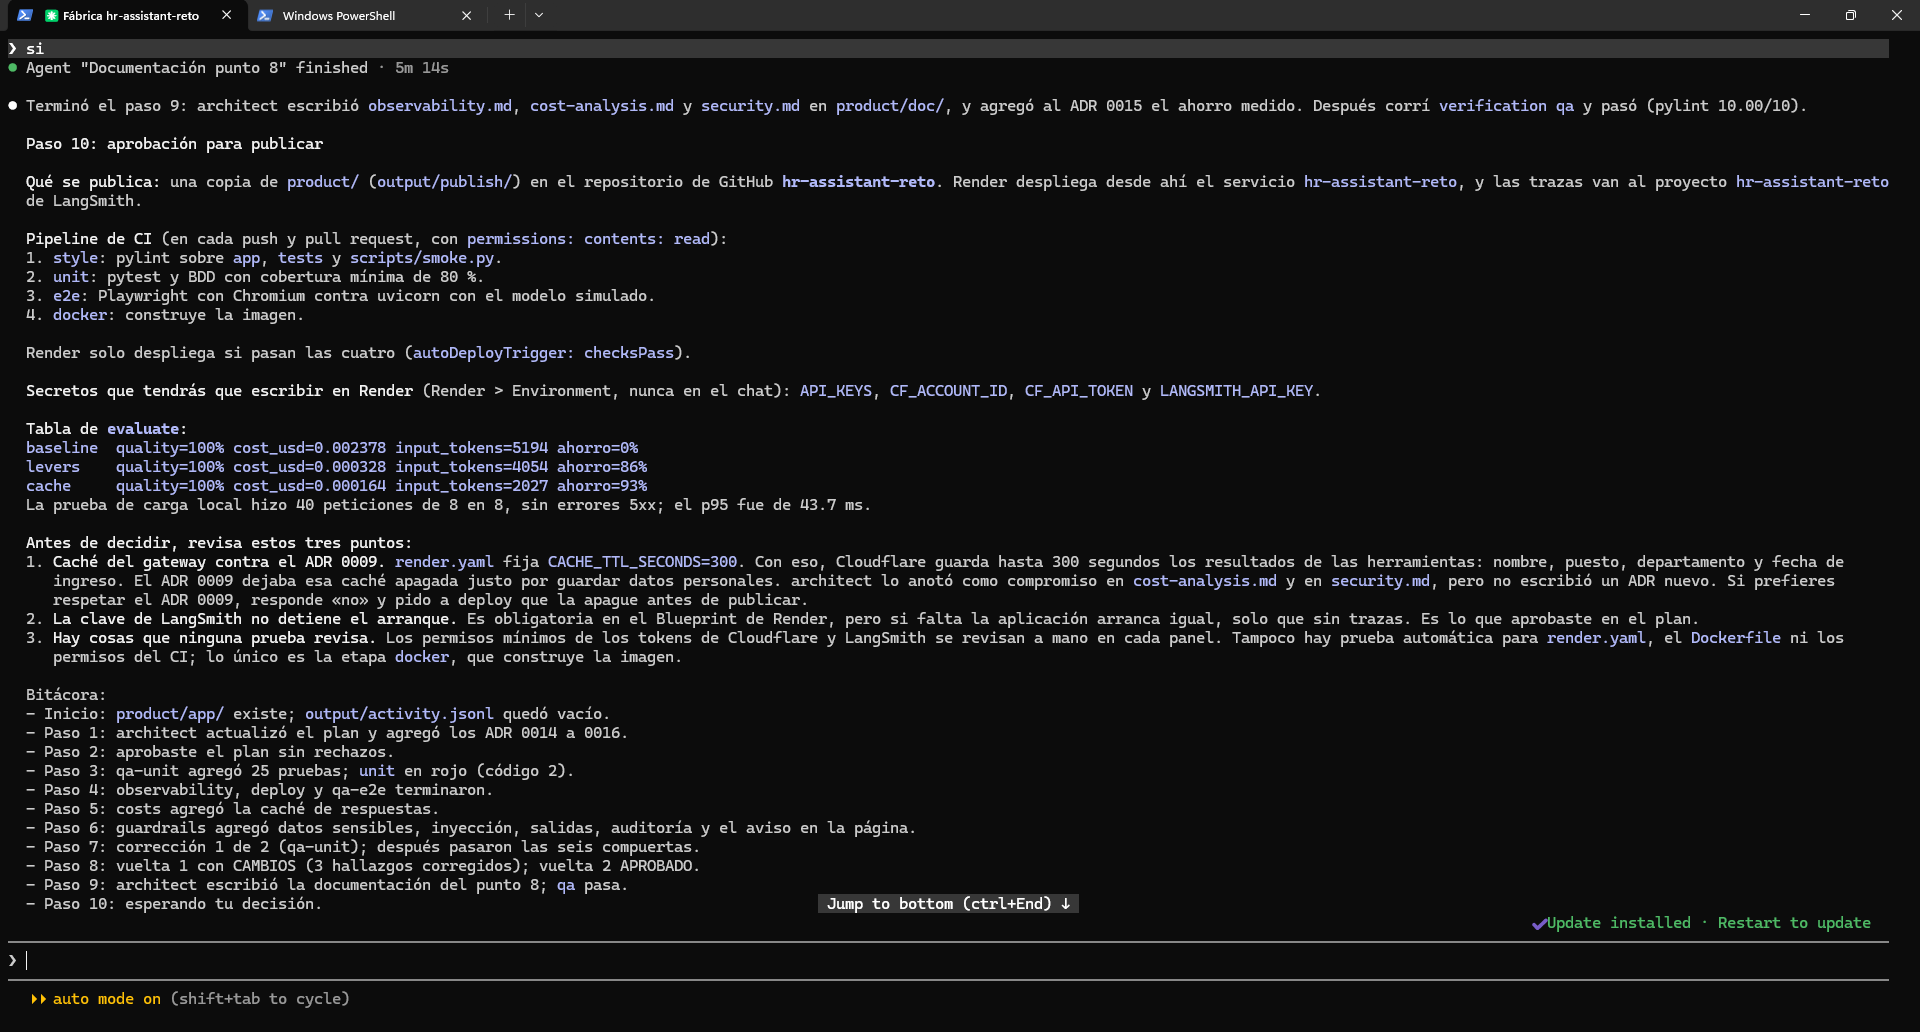 Fábrica hr-assistant-reto
Windows PowerShell
❯ si
● Agent "Documentación punto 8" finished · 5m 14s
● Terminó el paso 9: architect escribió observability.md, cost-analysis.md y security.md en product/doc/, y agregó al ADR 0015 el ahorro medido. Después corrí verification qa y pasó (pylint 10.00/10).
Paso 10: aprobación para publicar
Qué se publica: una copia de product/ (output/publish/) en el repositorio de GitHub hr-assistant-reto. Render despliega desde ahí el servicio hr-assistant-reto, y las trazas van al proyecto hr-assistant-reto
de LangSmith.
Pipeline de CI (en cada push y pull request, con permissions: contents: read):
1. style: pylint sobre app, tests y scripts/smoke.py.
2. unit: pytest y BDD con cobertura mínima de 80 %.
3. e2e: Playwright con Chromium contra uvicorn con el modelo simulado.
4. docker: construye la imagen.
Render solo despliega si pasan las cuatro (autoDeployTrigger: checksPass).
Secretos que tendrás que escribir en Render (Render > Environment, nunca en el chat): API_KEYS, CF_ACCOUNT_ID, CF_API_TOKEN y LANGSMITH_API_KEY.
Tabla de evaluate:
baseline  quality=100% cost_usd=0.002378 input_tokens=5194 ahorro=0%
levers    quality=100% cost_usd=0.000328 input_tokens=4054 ahorro=86%
cache     quality=100% cost_usd=0.000164 input_tokens=2027 ahorro=93%
La prueba de carga local hizo 40 peticiones de 8 en 8, sin errores 5xx; el p95 fue de 43.7 ms.
Antes de decidir, revisa estos tres puntos:
1. Caché del gateway contra el ADR 0009. render.yaml fija CACHE_TTL_SECONDS=300. Con eso, Cloudflare guarda hasta 300 segundos los resultados de las herramientas: nombre, puesto, departamento y fecha de
ingreso. El ADR 0009 dejaba esa caché apagada justo por guardar datos personales. architect lo anotó como compromiso en cost-analysis.md y en security.md, pero no escribió un ADR nuevo. Si prefieres
respetar el ADR 0009, responde «no» y pido a deploy que la apague antes de publicar.
2. La clave de LangSmith no detiene el arranque. Es obligatoria en el Blueprint de Render, pero si falta la aplicación arranca igual, solo que sin trazas. Es lo que aprobaste en el plan.
3. Hay cosas que ninguna prueba revisa. Los permisos mínimos de los tokens de Cloudflare y LangSmith se revisan a mano en cada panel. Tampoco hay prueba automática para render.yaml, el Dockerfile ni los
permisos del CI; lo único es la etapa docker, que construye la imagen.
Bitácora:
- Inicio: product/app/ existe; output/activity.jsonl quedó vacío.
- Paso 1: architect actualizó el plan y agregó los ADR 0014 a 0016.
- Paso 2: aprobaste el plan sin rechazos.
- Paso 3: qa-unit agregó 25 pruebas; unit en rojo (código 2).
- Paso 4: observability, deploy y qa-e2e terminaron.
- Paso 5: costs agregó la caché de respuestas.
- Paso 6: guardrails agregó datos sensibles, inyección, salidas, auditoría y el aviso en la página.
- Paso 7: corrección 1 de 2 (qa-unit); después pasaron las seis compuertas.
- Paso 8: vuelta 1 con CAMBIOS (3 hallazgos corregidos); vuelta 2 APROBADO.
- Paso 9: architect escribió la documentación del punto 8; qa pasa.
- Paso 10: esperando tu decisión.
Jump to bottom (ctrl+End) ↓
✔Update installed · Restart to update
❯
⏵⏵ auto mode on (shift+tab to cycle)